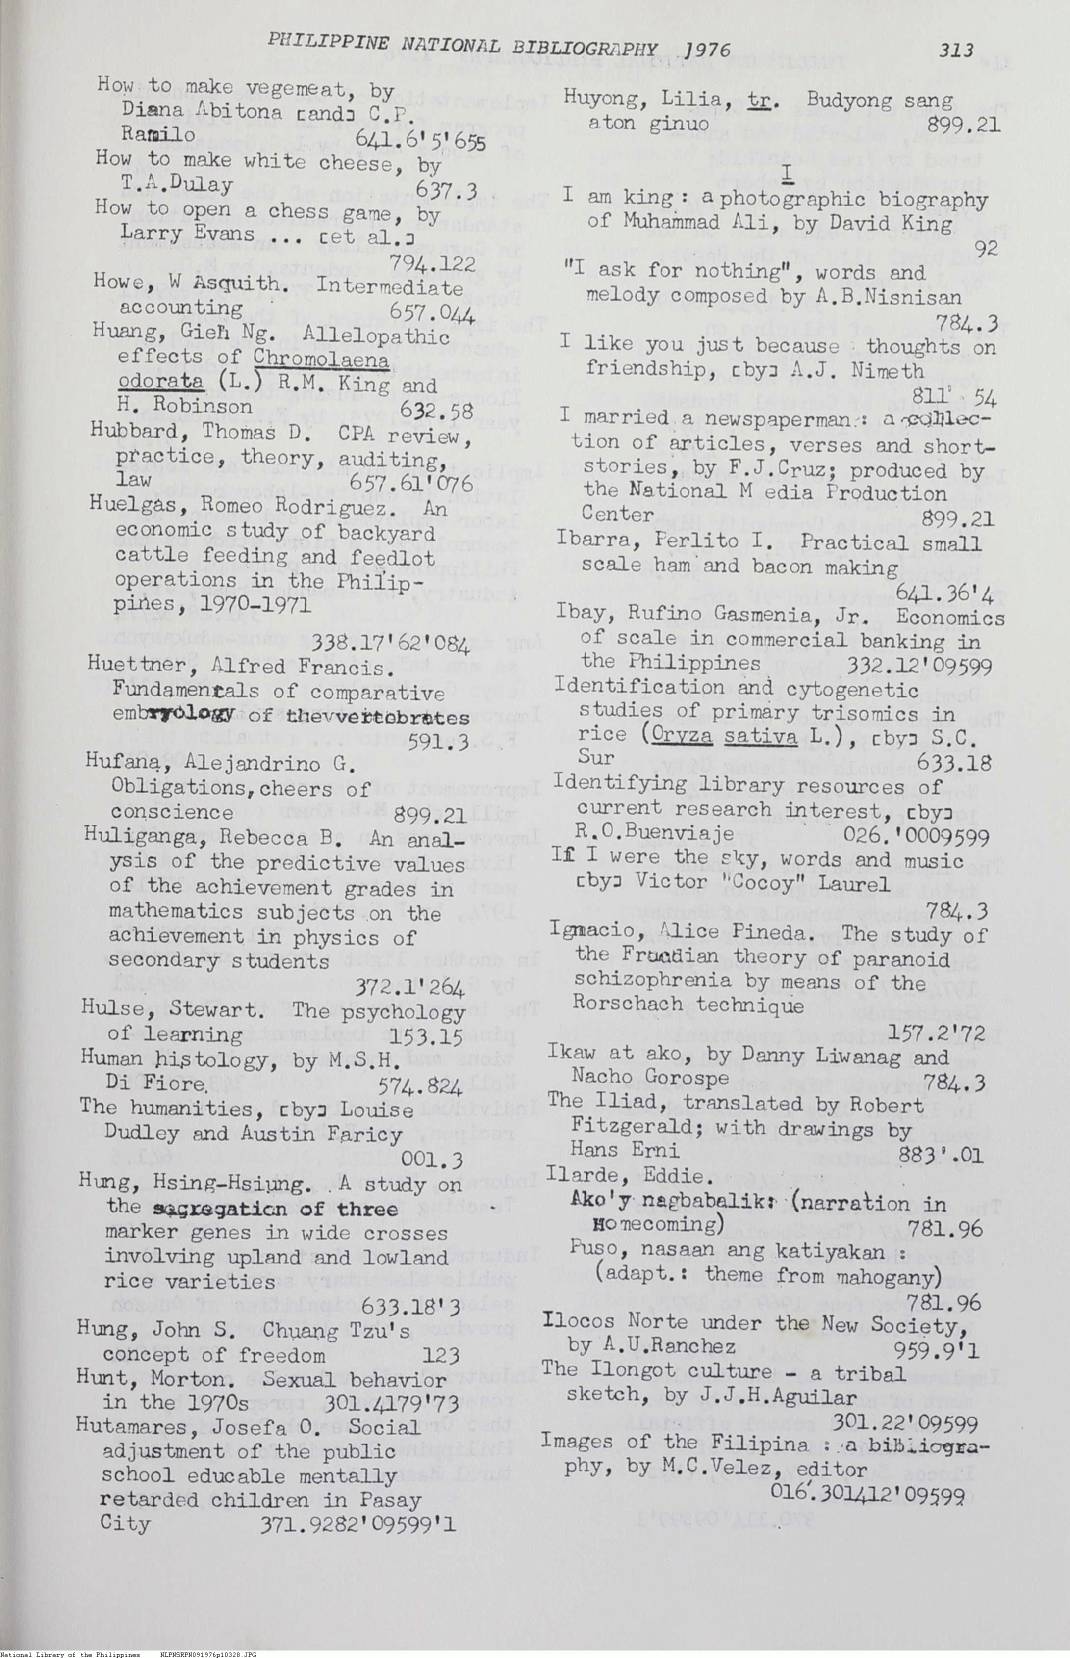 PHILIPPINE NATIONAL BIBLIOGRAPHY 1976 313
How to make vegemeat, by
Diana Abitona [and] C.P.
Ramilo 641.6'5'655
How to make white cheese, by
T.A.Dulay 637.3
How to open a chess game, by
Larry Evans ... [et al.]
794.122
Howe, W Asquith. Intermediate
accounting 657.044
Huang, Gieh Ng. Allelopathic
effects of Chromolaena
odorata (L.) R.M. King and
H. Robinson 632.58
Hubbard, Thomas D. CPA review,
practice, theory, auditing,
law 657.61'076
Huelgas, Romeo Rodriguez. An
economic study of backyard
cattle feeding and feedlot
operations in the Philip-
pines, 1970-1971
338.17'62'084
Huettner, Alfred Francis.
Fundamentals of comparative
embryology of thevvertebrates
591.3
Hufana, Alejandrino G.
Obligations,cheers of
conscience 899.21
Huliganga, Rebecca B. An anal-
ysis of the predictive values
of the achievement grades in
mathematics subjects on the
achievement in physics of
secondary students
372.1'264
Hulse, Stewart. The psychology
of learning 153.15
Human histology, by M.S.H.
Di Fiore. 574.824
The humanities, [by] Louise
Dudley and Austin Faricy
001.3
Hung, Hsing-Hsiung. A study on
the segregation of three
marker genes in wide crosses
involving upland and lowland
rice varieties
633.18'3
Hung, John S. Chuang Tzu's
concept of freedom 123
Hunt, Morton. Sexual behavior
in the 1970s 301.4179'73
Hutamares, Josefa O. Social
adjustment of the public
school educable mentally
retarded children in Pasay
City 371.9282'09599'1
Huyong, Lilia, tr. Budyong sang
aton ginuo 899.21
I
I am king : a photographic biography
of Muhammad Ali, by David King
92
"I ask for nothing", words and
melody composed by A.B.Nisnisan
784.3
I like you just because : thoughts on
friendship, [by] A.J. Nimeth
811' 54
I married a newspaperman : a collec-
tion of articles, verses and short-
stories, by F.J.Cruz; produced by
the National M edia Production
Center 899.21
Ibarra, Perlito I. Practical small
scale ham and bacon making
641.36'4
Ibay, Rufino Gasmenia, Jr. Economics
of scale in commercial banking in
the Philippines 332.12'09599
Identification and cytogenetic
studies of primary trisomics in
rice (Oryza sativa L.), [by] S.C.
Sur 633.18
Identifying library resources of
current research interest, [by]
R.O.Buenviaje 026.'0009599
If I were the sky, words and music
[by] Victor "Cocoy" Laurel
784.3
Ignacio, Alice Pineda. The study of
the Fruedian theory of paranoid
schizophrenia by means of the
Rorschach technique
157.2'72
Ikaw at ako, by Danny Liwanag and
Nacho Gorospe 784.3
The Iliad, translated by Robert
Fitzgerald; with drawings by
Hans Erni 883'.01
Ilarde, Eddie.
Ako'y nagbabalik: (narration in
Homecoming) 781.96
Puso, nasaan ang katiyakan :
(adapt.: theme from mahogany)
781.96
Ilocos Norte under the New Society,
by A.U.Ranchez 959.9'1
The Ilongot culture - a tribal
sketch, by J.J.H.Aguilar
301.22'09599
Images of the Filipina : a bibliogra-
phy, by M.C.Velez, editor
016.301412'09599
National Library of the Philippines NLPNSRPN091976p10328.JPG